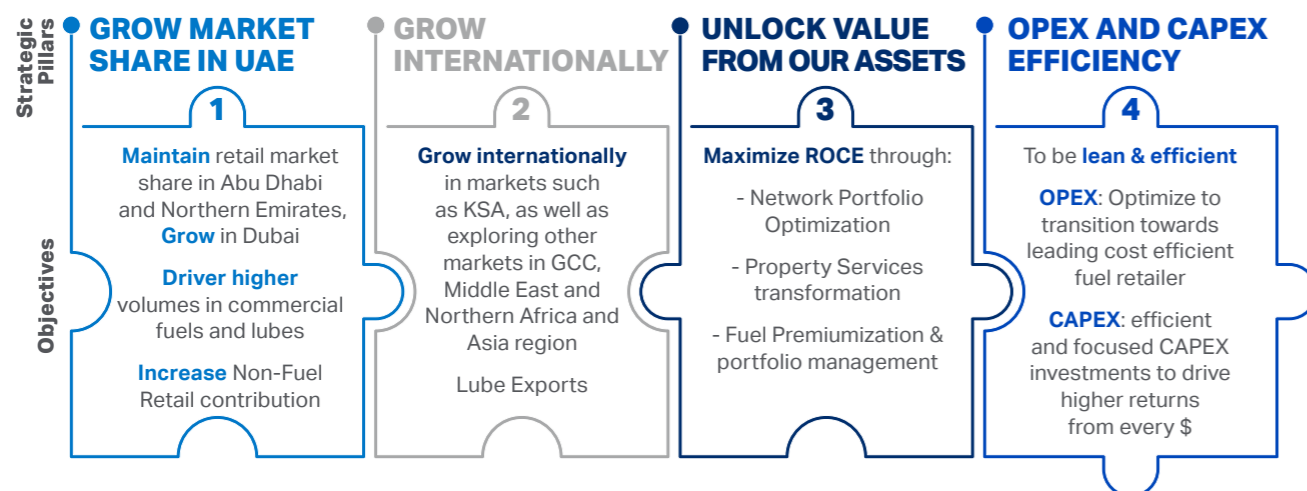 Strategic
Pillars
GROW MARKET
SHARE IN UAE
1
GROW
INTERNATIONALLY
2
UNLOCK VALUE
FROM OUR ASSETS
3
OPEX AND CAPEX
EFFICIENCY
4
Objectives
Maintain retail market
share in Abu Dhabi
and Northern Emirates,
Grow in Dubai
Driver higher
volumes in commercial
fuels and lubes
Increase Non-Fuel
Retail contribution
Grow internationally
in markets such
as KSA, as well as
exploring other
markets in GCC,
Middle East and
Northern Africa and
Asia region
Lube Exports
Maximize ROCE through:
- Network Portfolio
Optimization
- Property Services
transformation
- Fuel Premiumization &
portfolio management
To be lean & efficient
OPEX: Optimize to
transition towards
leading cost efficient
fuel retailer
CAPEX: efficient
and focused CAPEX
investments to drive
higher returns
from every $